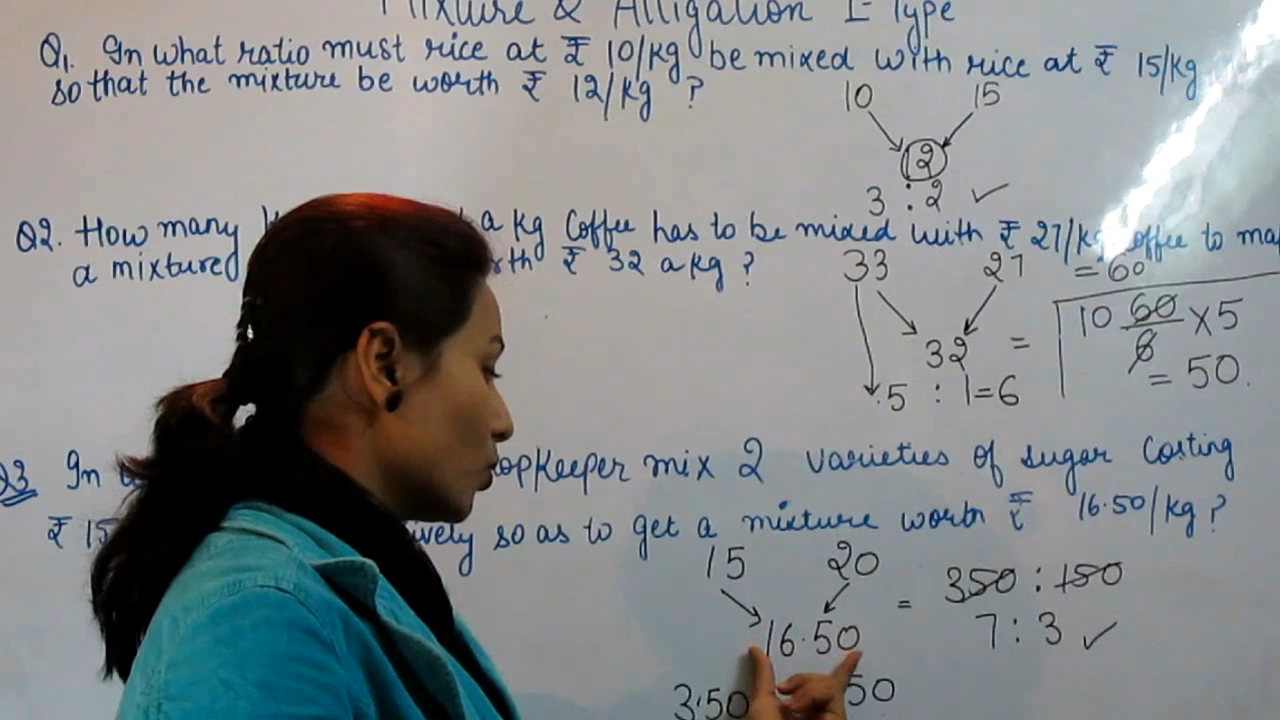 Mixture & Alligation I-Type
Q1. In what ratio must rice at ₹ 10/kg be mixed with rice at ₹ 15/kg
so that the mixture be worth ₹ 12/kg ?
10 15
12
3 : 2 ✓
Q2. How many a kg Coffee has to be mixed with ₹ 27/kg Coffee to
a mixture ₹ 32 a kg ?
33 27 = 60
32 =
5 : 1 = 6
10 60/6 × 5
= 50.
Q3 In mix 2 varieties of sugar Costing
₹ 15 so as to get a mixture worth ₹ 16.50/kg ?
15 20
16.50
= 350 : 150
7 : 3 ✓
3.50 50